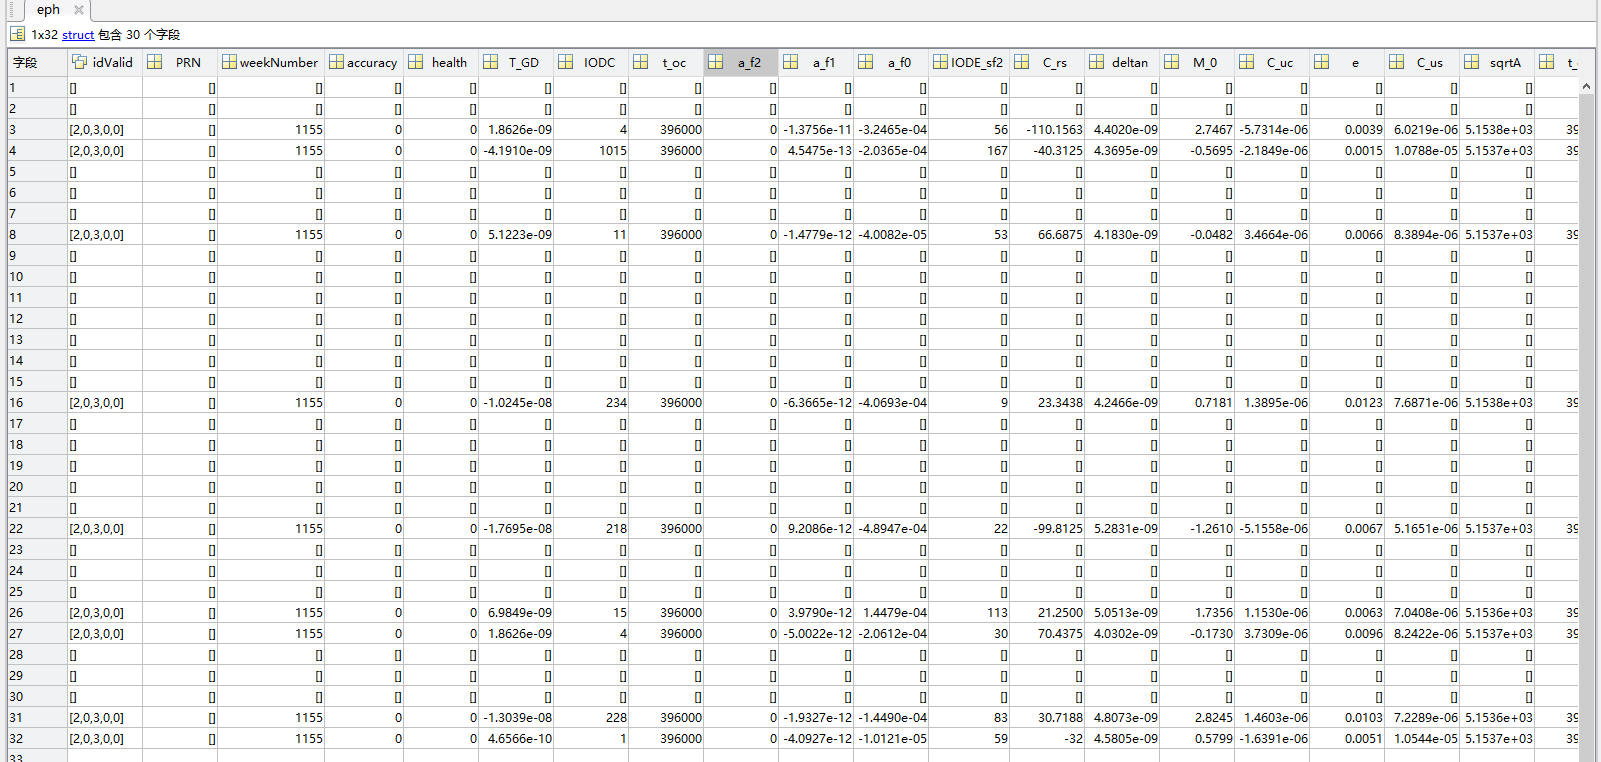 eph
1x32 struct 包含 30 个字段
字段 idValid PRN weekNumber accuracy health T_GD IODC t_oc a_f2 a_f1 a_f0 IODE_sf2 C_rs deltan M_0 C_uc e C_us sqrtA t_
1 [] [] [] [] [] [] [] [] [] [] [] [] [] [] [] [] [] [] []
2 [] [] [] [] [] [] [] [] [] [] [] [] [] [] [] [] [] [] []
3 [2,0,3,0,0] [] 1155 0 0 1.8626e-09 4 396000 0 -1.3756e-11 -3.2465e-04 56 -110.1563 4.4020e-09 2.7467 -5.7314e-06 0.0039 6.0219e-06 5.1538e+03 39
4 [2,0,3,0,0] [] 1155 0 0 -4.1910e-09 1015 396000 0 4.5475e-13 -2.0365e-04 167 -40.3125 4.3695e-09 -0.5695 -2.1849e-06 0.0015 1.0788e-05 5.1537e+03 39
5 [] [] [] [] [] [] [] [] [] [] [] [] [] [] [] [] [] [] []
6 [] [] [] [] [] [] [] [] [] [] [] [] [] [] [] [] [] [] []
7 [] [] [] [] [] [] [] [] [] [] [] [] [] [] [] [] [] [] []
8 [2,0,3,0,0] [] 1155 0 0 5.1223e-09 11 396000 0 -1.4779e-12 -4.0082e-05 53 66.6875 4.1830e-09 -0.0482 3.4664e-06 0.0066 8.3894e-06 5.1537e+03 39
9 [] [] [] [] [] [] [] [] [] [] [] [] [] [] [] [] [] [] []
10 [] [] [] [] [] [] [] [] [] [] [] [] [] [] [] [] [] [] []
11 [] [] [] [] [] [] [] [] [] [] [] [] [] [] [] [] [] [] []
12 [] [] [] [] [] [] [] [] [] [] [] [] [] [] [] [] [] [] []
13 [] [] [] [] [] [] [] [] [] [] [] [] [] [] [] [] [] [] []
14 [] [] [] [] [] [] [] [] [] [] [] [] [] [] [] [] [] [] []
15 [] [] [] [] [] [] [] [] [] [] [] [] [] [] [] [] [] [] []
16 [2,0,3,0,0] [] 1155 0 0 -1.0245e-08 234 396000 0 -6.3665e-12 -4.0693e-04 9 23.3438 4.2466e-09 0.7181 1.3895e-06 0.0123 7.6871e-06 5.1538e+03 39
17 [] [] [] [] [] [] [] [] [] [] [] [] [] [] [] [] [] [] []
18 [] [] [] [] [] [] [] [] [] [] [] [] [] [] [] [] [] [] []
19 [] [] [] [] [] [] [] [] [] [] [] [] [] [] [] [] [] [] []
20 [] [] [] [] [] [] [] [] [] [] [] [] [] [] [] [] [] [] []
21 [] [] [] [] [] [] [] [] [] [] [] [] [] [] [] [] [] [] []
22 [2,0,3,0,0] [] 1155 0 0 -1.7695e-08 218 396000 0 9.2086e-12 -4.8947e-04 22 -99.8125 5.2831e-09 -1.2610 -5.1558e-06 0.0067 5.1651e-06 5.1537e+03 39
23 [] [] [] [] [] [] [] [] [] [] [] [] [] [] [] [] [] [] []
24 [] [] [] [] [] [] [] [] [] [] [] [] [] [] [] [] [] [] []
25 [] [] [] [] [] [] [] [] [] [] [] [] [] [] [] [] [] [] []
26 [2,0,3,0,0] [] 1155 0 0 6.9849e-09 15 396000 0 3.9790e-12 1.4479e-04 113 21.2500 5.0513e-09 1.7356 1.1530e-06 0.0063 7.0408e-06 5.1536e+03 39
27 [2,0,3,0,0] [] 1155 0 0 1.8626e-09 4 396000 0 -5.0022e-12 -2.0612e-04 30 70.4375 4.0302e-09 -0.1730 3.7309e-06 0.0096 8.2422e-06 5.1537e+03 39
28 [] [] [] [] [] [] [] [] [] [] [] [] [] [] [] [] [] [] []
29 [] [] [] [] [] [] [] [] [] [] [] [] [] [] [] [] [] [] []
30 [] [] [] [] [] [] [] [] [] [] [] [] [] [] [] [] [] [] []
31 [2,0,3,0,0] [] 1155 0 0 -1.3039e-08 228 396000 0 -1.9327e-12 -1.4490e-04 83 30.7188 4.8073e-09 2.8245 1.4603e-06 0.0103 7.2289e-06 5.1536e+03 39
32 [2,0,3,0,0] [] 1155 0 0 4.6566e-10 1 396000 0 -4.0927e-12 -1.0121e-05 59 -32 4.5805e-09 0.5799 -1.6391e-06 0.0051 1.0544e-05 5.1537e+03 39
33